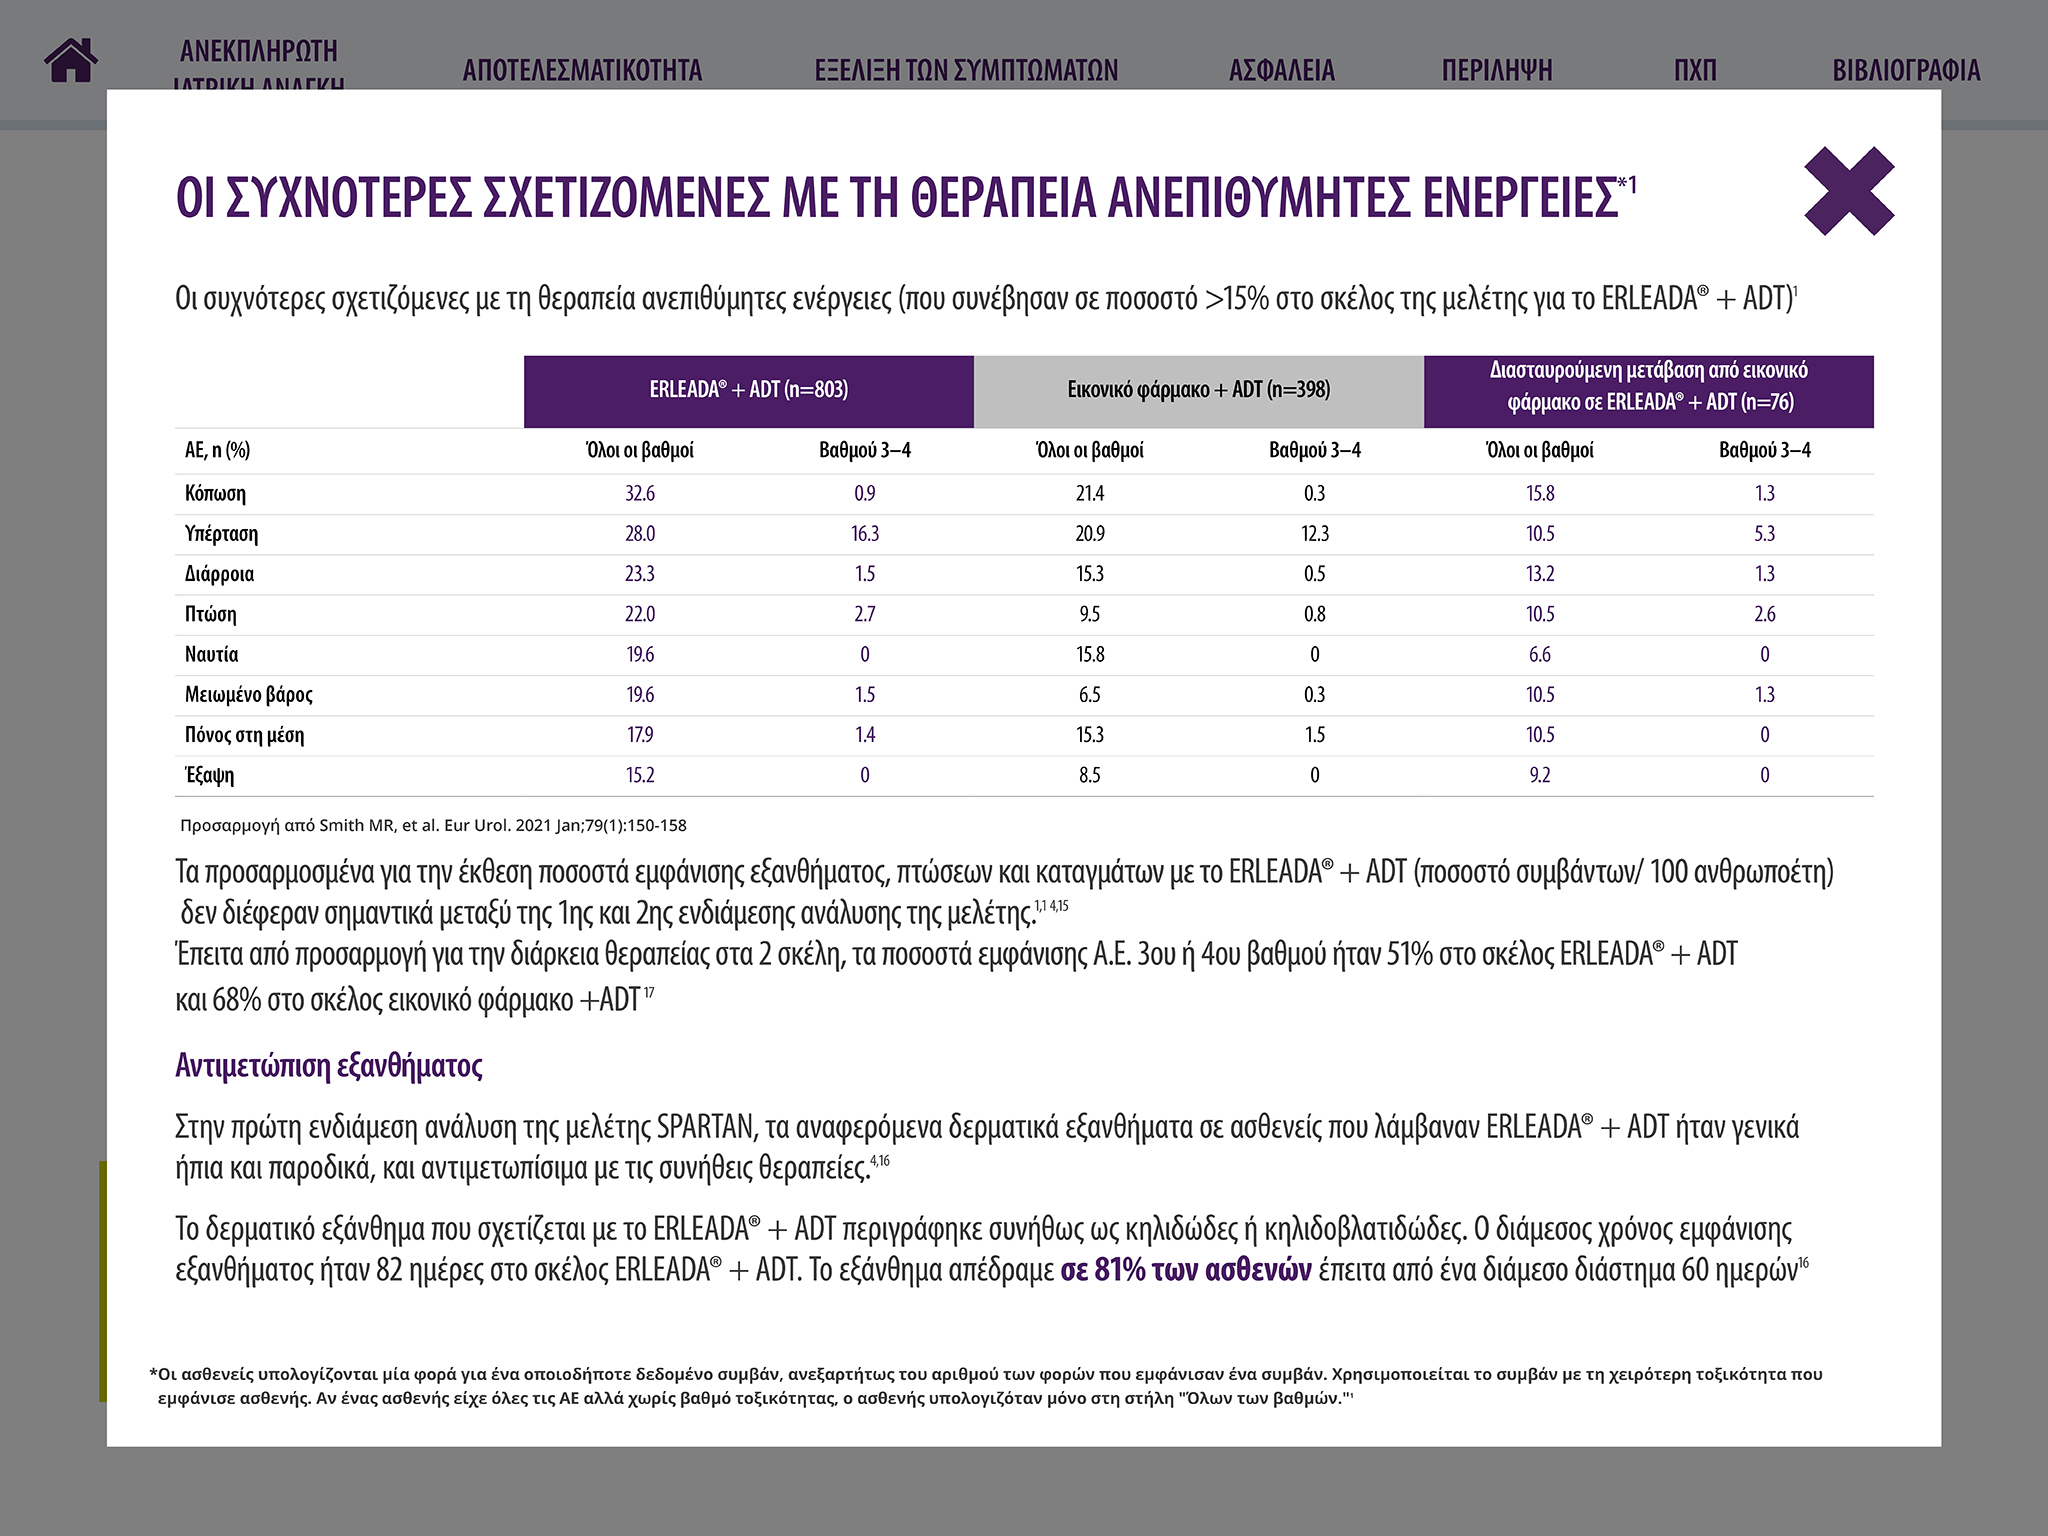 ΑΝΕΚΠΛΗΡΩΤΗ
ΙΑΤΡΙΚΗ ΑΝΑΓΚΗ
ΑΠΟΤΕΛΕΣΜΑΤΙΚΟΤΗΤΑ
ΕΞΕΛΙΞΗ ΤΩΝ ΣΥΜΠΤΩΜΑΤΩΝ
ΑΣΦΑΛΕΙΑ
ΠΕΡΙΛΗΨΗ
ΠΧΠ
ΒΙΒΛΙΟΓΡΑΦΙΑ
ΟΙ ΣΥΧΝΟΤΕΡΕΣ ΣΧΕΤΙΖΟΜΕΝΕΣ ΜΕ ΤΗ ΘΕΡΑΠΕΙΑ ΑΝΕΠΙΘΥΜΗΤΕΣ ΕΝΕΡΓΕΙΕΣ*1
Οι συχνότερες σχετιζόμενες με τη θεραπεία ανεπιθύμητες ενέργειες (που συνέβησαν σε ποσοστό >15% στο σκέλος της μελέτης για το ERLEADA® + ADT)1
ERLEADA® + ADT (n=803) Εικονικό φάρμακο + ADT (n=398) Διασταυρούμενη μετάβαση από εικονικό
φάρμακο σε ERLEADA® + ADT (n=76)
AE, n (%) Όλοι οι βαθμοί Βαθμού 3–4 Όλοι οι βαθμοί Βαθμού 3–4 Όλοι οι βαθμοί Βαθμού 3–4
Κόπωση 32.6 0.9 21.4 0.3 15.8 1.3
Υπέρταση 28.0 16.3 20.9 12.3 10.5 5.3
Διάρροια 23.3 1.5 15.3 0.5 13.2 1.3
Πτώση 22.0 2.7 9.5 0.8 10.5 2.6
Ναυτία 19.6 0 15.8 0 6.6 0
Μειωμένο βάρος 19.6 1.5 6.5 0.3 10.5 1.3
Πόνος στη μέση 17.9 1.4 15.3 1.5 10.5 0
Έξαψη 15.2 0 8.5 0 9.2 0
Προσαρμογή από Smith MR, et al. Eur Urol. 2021 Jan;79(1):150-158
Τα προσαρμοσμένα για την έκθεση ποσοστά εμφάνισης εξανθήματος, πτώσεων και καταγμάτων με το ERLEADA® + ADT (ποσοστό συμβάντων/ 100 ανθρωποέτη)
δεν διέφεραν σημαντικά μεταξύ της 1ης και 2ης ενδιάμεσης ανάλυσης της μελέτης.1,1 4,15
Έπειτα από προσαρμογή για την διάρκεια θεραπείας στα 2 σκέλη, τα ποσοστά εμφάνισης Α.Ε. 3ου ή 4ου βαθμού ήταν 51% στο σκέλος ERLEADA® + ADT
και 68% στο σκέλος εικονικό φάρμακο +ADT 17
Αντιμετώπιση εξανθήματος
Στην πρώτη ενδιάμεση ανάλυση της μελέτης SPARTAN, τα αναφερόμενα δερματικά εξανθήματα σε ασθενείς που λάμβαναν ERLEADA® + ADT ήταν γενικά
ήπια και παροδικά, και αντιμετωπίσιμα με τις συνήθεις θεραπείες.4,16
Το δερματικό εξάνθημα που σχετίζεται με το ERLEADA® + ADT περιγράφηκε συνήθως ως κηλιδώδες ή κηλιδοβλατιδώδες. Ο διάμεσος χρόνος εμφάνισης
εξανθήματος ήταν 82 ημέρες στο σκέλος ERLEADA® + ADT. Το εξάνθημα απέδραμε σε 81% των ασθενών έπειτα από ένα διάμεσο διάστημα 60 ημερών16
*Οι ασθενείς υπολογίζονται μία φορά για ένα οποιοδήποτε δεδομένο συμβάν, ανεξαρτήτως του αριθμού των φορών που εμφάνισαν ένα συμβάν. Χρησιμοποιείται το συμβάν με τη χειρότερη τοξικότητα που
εμφάνισε ασθενής. Αν ένας ασθενής είχε όλες τις ΑΕ αλλά χωρίς βαθμό τοξικότητας, ο ασθενής υπολογιζόταν μόνο στη στήλη "Όλων των βαθμών."1